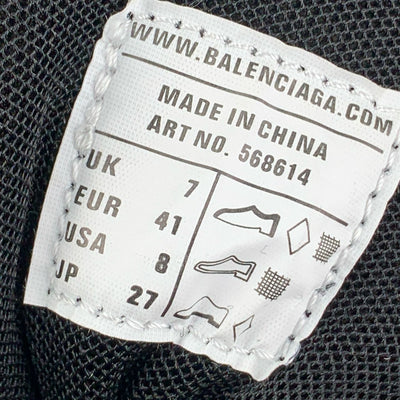 WWW.BALENCIAGA.COM
MADE IN CHINA
ART NO. 568614
UK 7
EUR 41
USA 8
JP 27